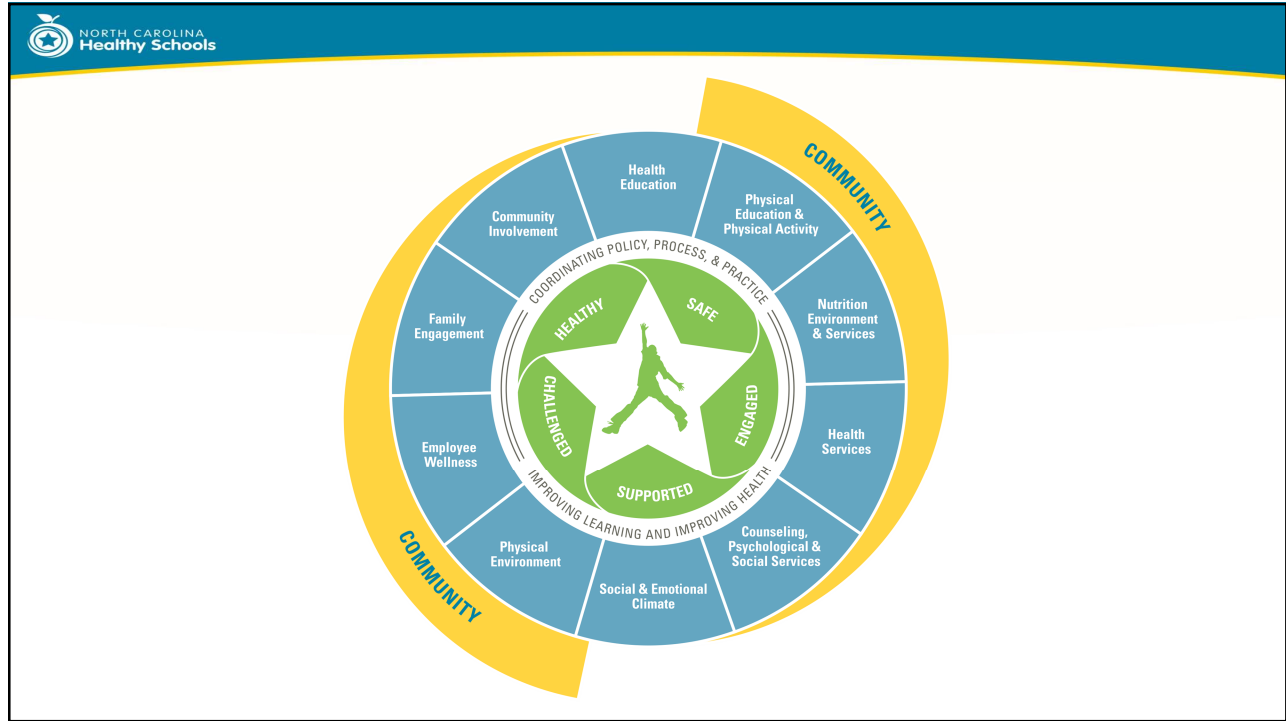 NORTH CAROLINA
Healthy Schools
COMMUNITY
Health
Education
Physical
Education &
Physical Activity
Nutrition
Environment
& Services
Health
Services
Counseling,
Psychological &
Social Services
Social & Emotional
Climate
Physical
Environment
Employee
Wellness
Family
Engagement
Community
Involvement
COORDINATING POLICY, PROCESS, & PRACTICE
IMPROVING LEARNING AND IMPROVING HEALTH
HEALTHY
SAFE
ENGAGED
SUPPORTED
CHALLENGED
COMMUNITY